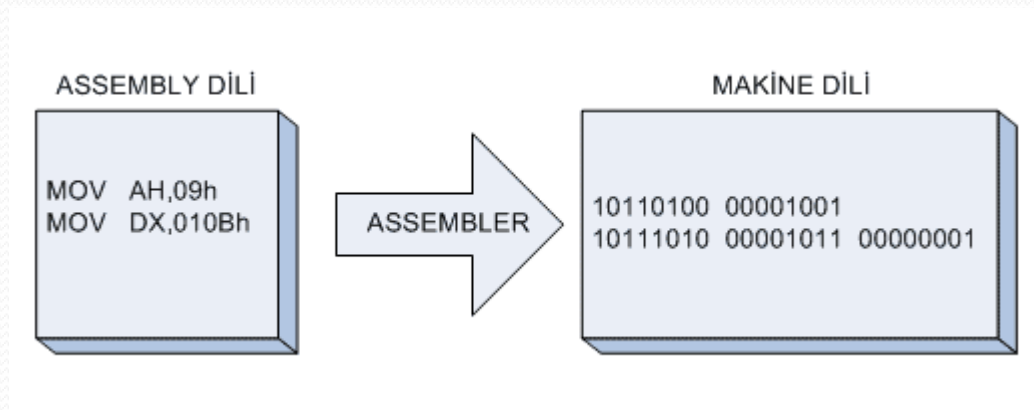 ASSEMBLY DİLİ
MOV AH,09h
MOV DX,010Bh
ASSEMBLER
MAKİNE DİLİ
10110100 00001001
10111010 00001011 00000001